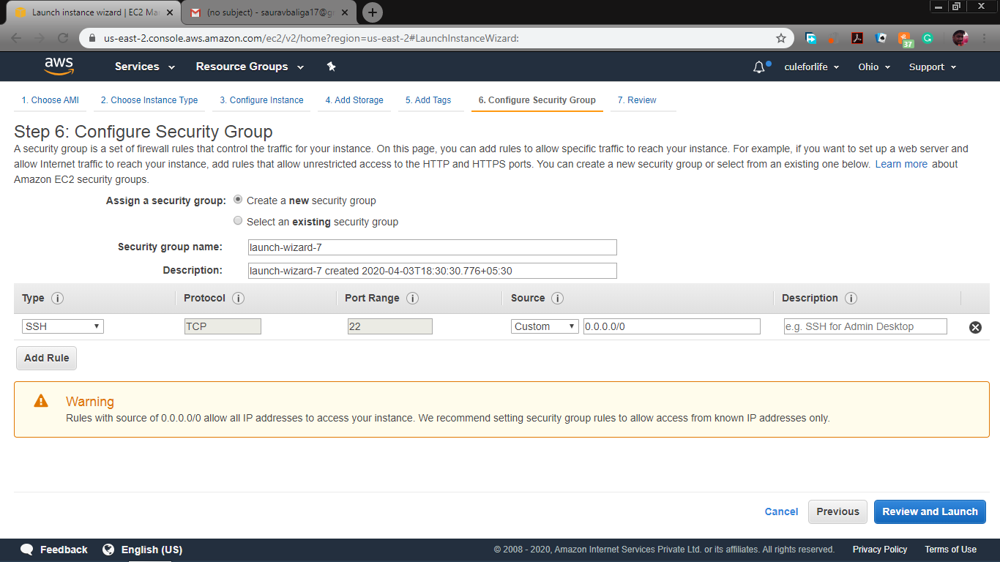 Launch instance wizard | EC2 Ma
(no subject) - sauravbaliga17@g
us-east-2.console.aws.amazon.com/ec2/v2/home?region=us-east-2#LaunchInstanceWizard:
37
aws Services Resource Groups culeforlife Ohio Support
1. Choose AMI 2. Choose Instance Type 3. Configure Instance 4. Add Storage 5. Add Tags 6. Configure Security Group 7. Review
Step 6: Configure Security Group
A security group is a set of firewall rules that control the traffic for your instance. On this page, you can add rules to allow specific traffic to reach your instance. For example, if you want to set up a web server and
allow Internet traffic to reach your instance, add rules that allow unrestricted access to the HTTP and HTTPS ports. You can create a new security group or select from an existing one below. Learn more about
Amazon EC2 security groups.
Assign a security group: Create a new security group
Select an existing security group
Security group name: launch-wizard-7
Description: launch-wizard-7 created 2020-04-03T18:30:30.776+05:30
Type i Protocol i Port Range i Source i Description i
SSH TCP 22 Custom 0.0.0.0/0 e.g. SSH for Admin Desktop
Add Rule
Warning
Rules with source of 0.0.0.0/0 allow all IP addresses to access your instance. We recommend setting security group rules to allow access from known IP addresses only.
Cancel Previous Review and Launch
Feedback English (US) © 2008 - 2020, Amazon Internet Services Private Ltd. or its affiliates. All rights reserved. Privacy Policy Terms of Use